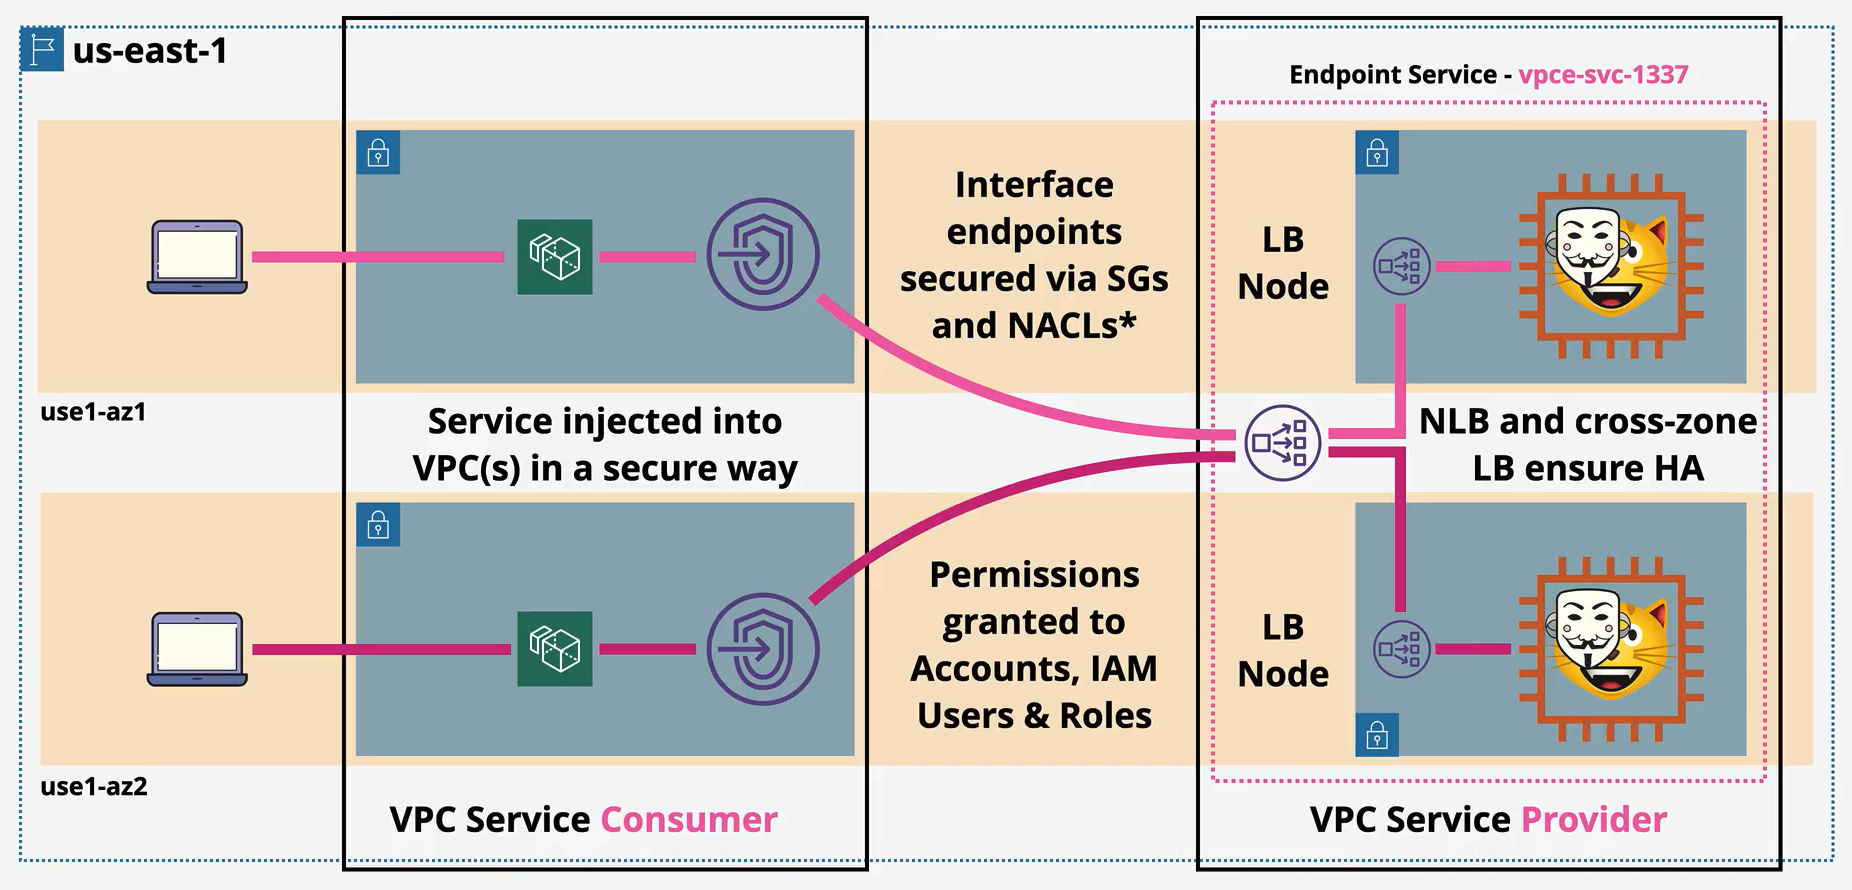 us-east-1
Endpoint Service - vpce-svc-1337
Interface
endpoints
secured via SGs
and NACLs*
LB
Node
use1-az1
Service injected into
VPC(s) in a secure way
NLB and cross-zone
LB ensure HA
Permissions
granted to
Accounts, IAM
Users & Roles
LB
Node
use1-az2
VPC Service Consumer
VPC Service Provider